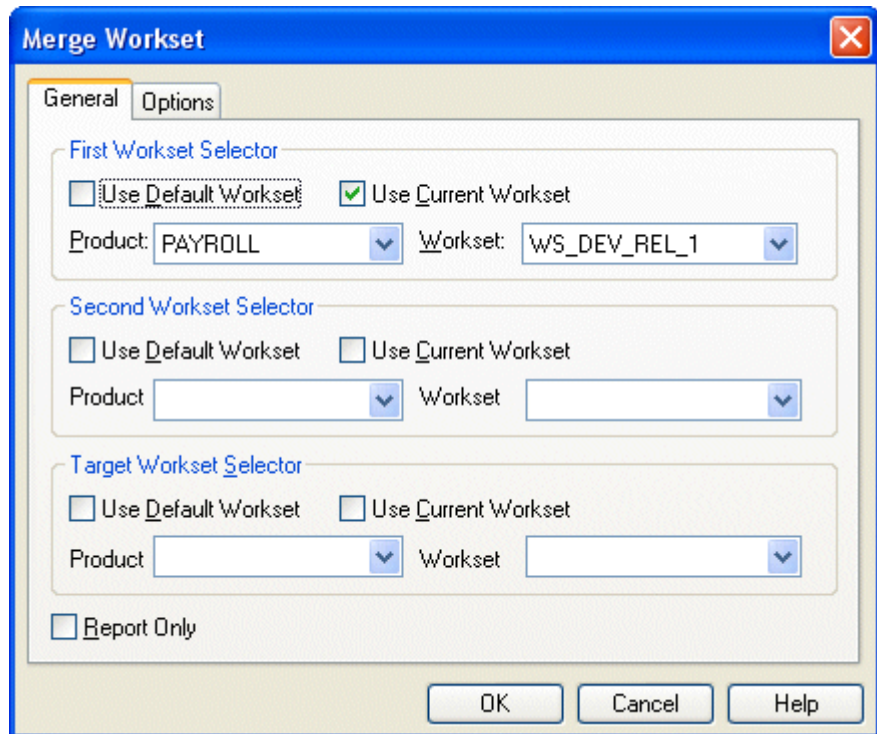 Merge Workset
General Options
First Workset Selector
Use Default Workset Use Current Workset
Product: PAYROLL Workset: WS_DEV_REL_1
Second Workset Selector
Use Default Workset Use Current Workset
Product Workset
Target Workset Selector
Use Default Workset Use Current Workset
Product Workset
Report Only
OK Cancel Help